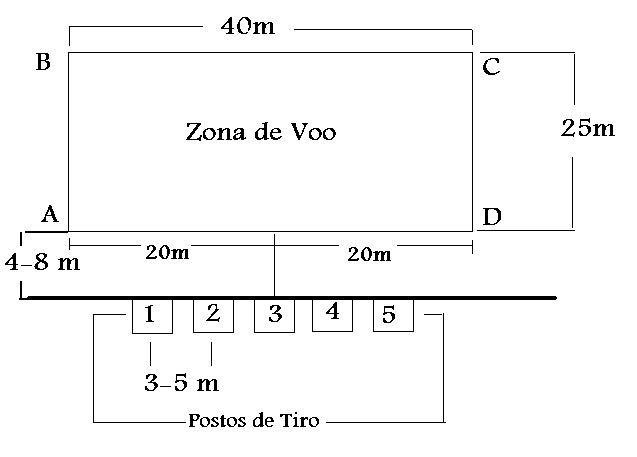 40m
B
C
Zona de Voo
25m
A
D
20m
20m
4-8 m
1 2 3 4 5
3-5 m
Postos de Tiro